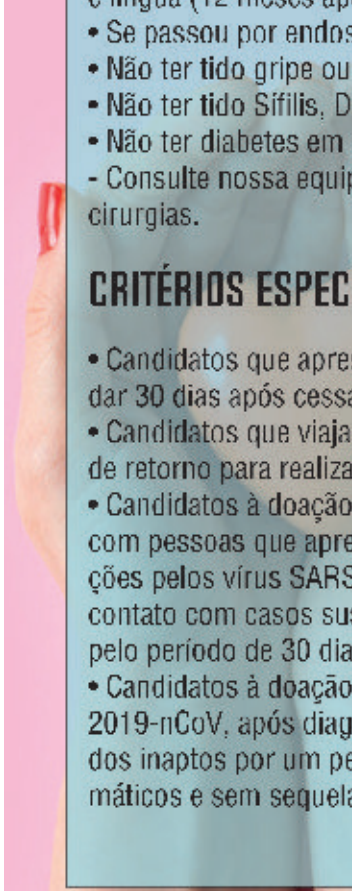 e língua (12 meses apó
• Se passou por endos
• Não ter tido gripe ou
• Não ter tido Sífilis, D
• Não ter diabetes em
- Consulte nossa equip
cirurgias.
CRITÉRIOS ESPEC
• Candidatos que apre
dar 30 dias após cessa
• Candidatos que viaja
de retorno para realiza
• Candidatos à doação
com pessoas que apre
ções pelos vírus SARS
contato com casos sus
pelo período de 30 dia
• Candidatos à doação
2019-nCoV, após diag
dos inaptos por um pe
máticos e sem sequela